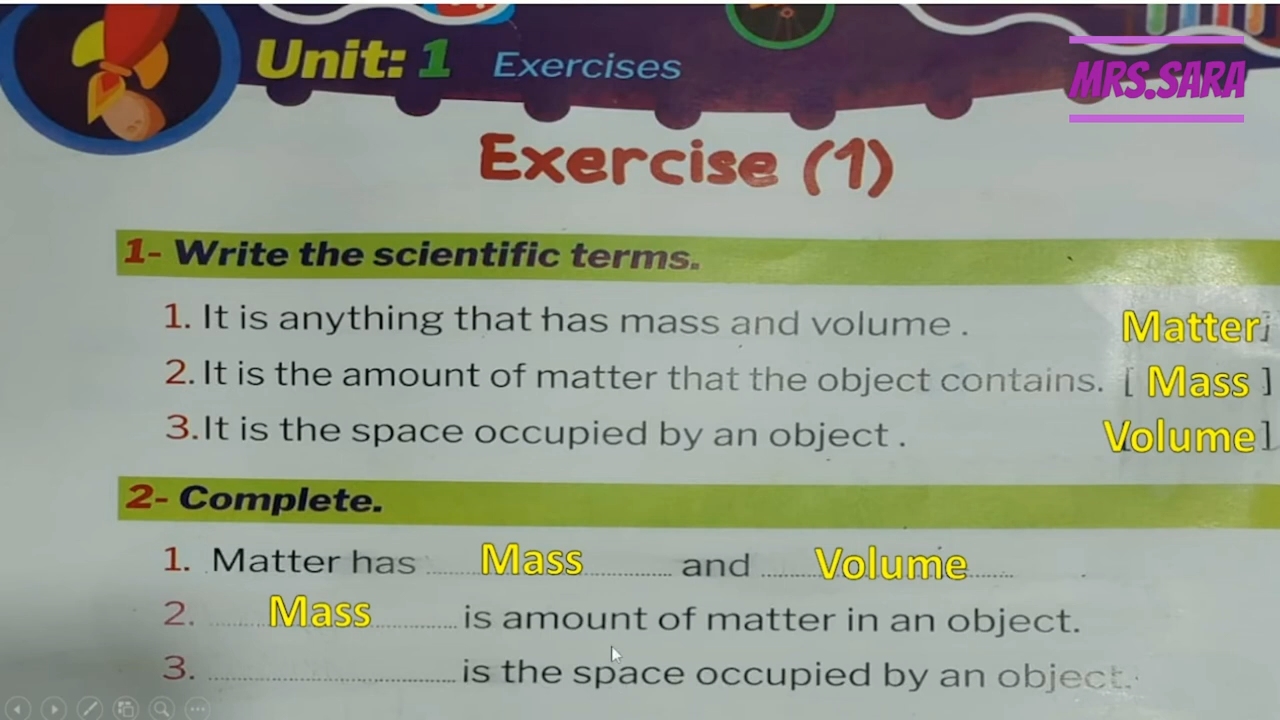 Unit: 1 Exercises
MRS.SARA
Exercise (1)
1- Write the scientific terms.
1. It is anything that has mass and volume . Matter ]
2. It is the amount of matter that the object contains. [ Mass ]
3.It is the space occupied by an object . [Volume ]
2- Complete.
1. Matter has ........ Mass ........ and ........ Volume ........
2. ........ Mass ........ is amount of matter in an object.
3. ................ is the space occupied by an object.